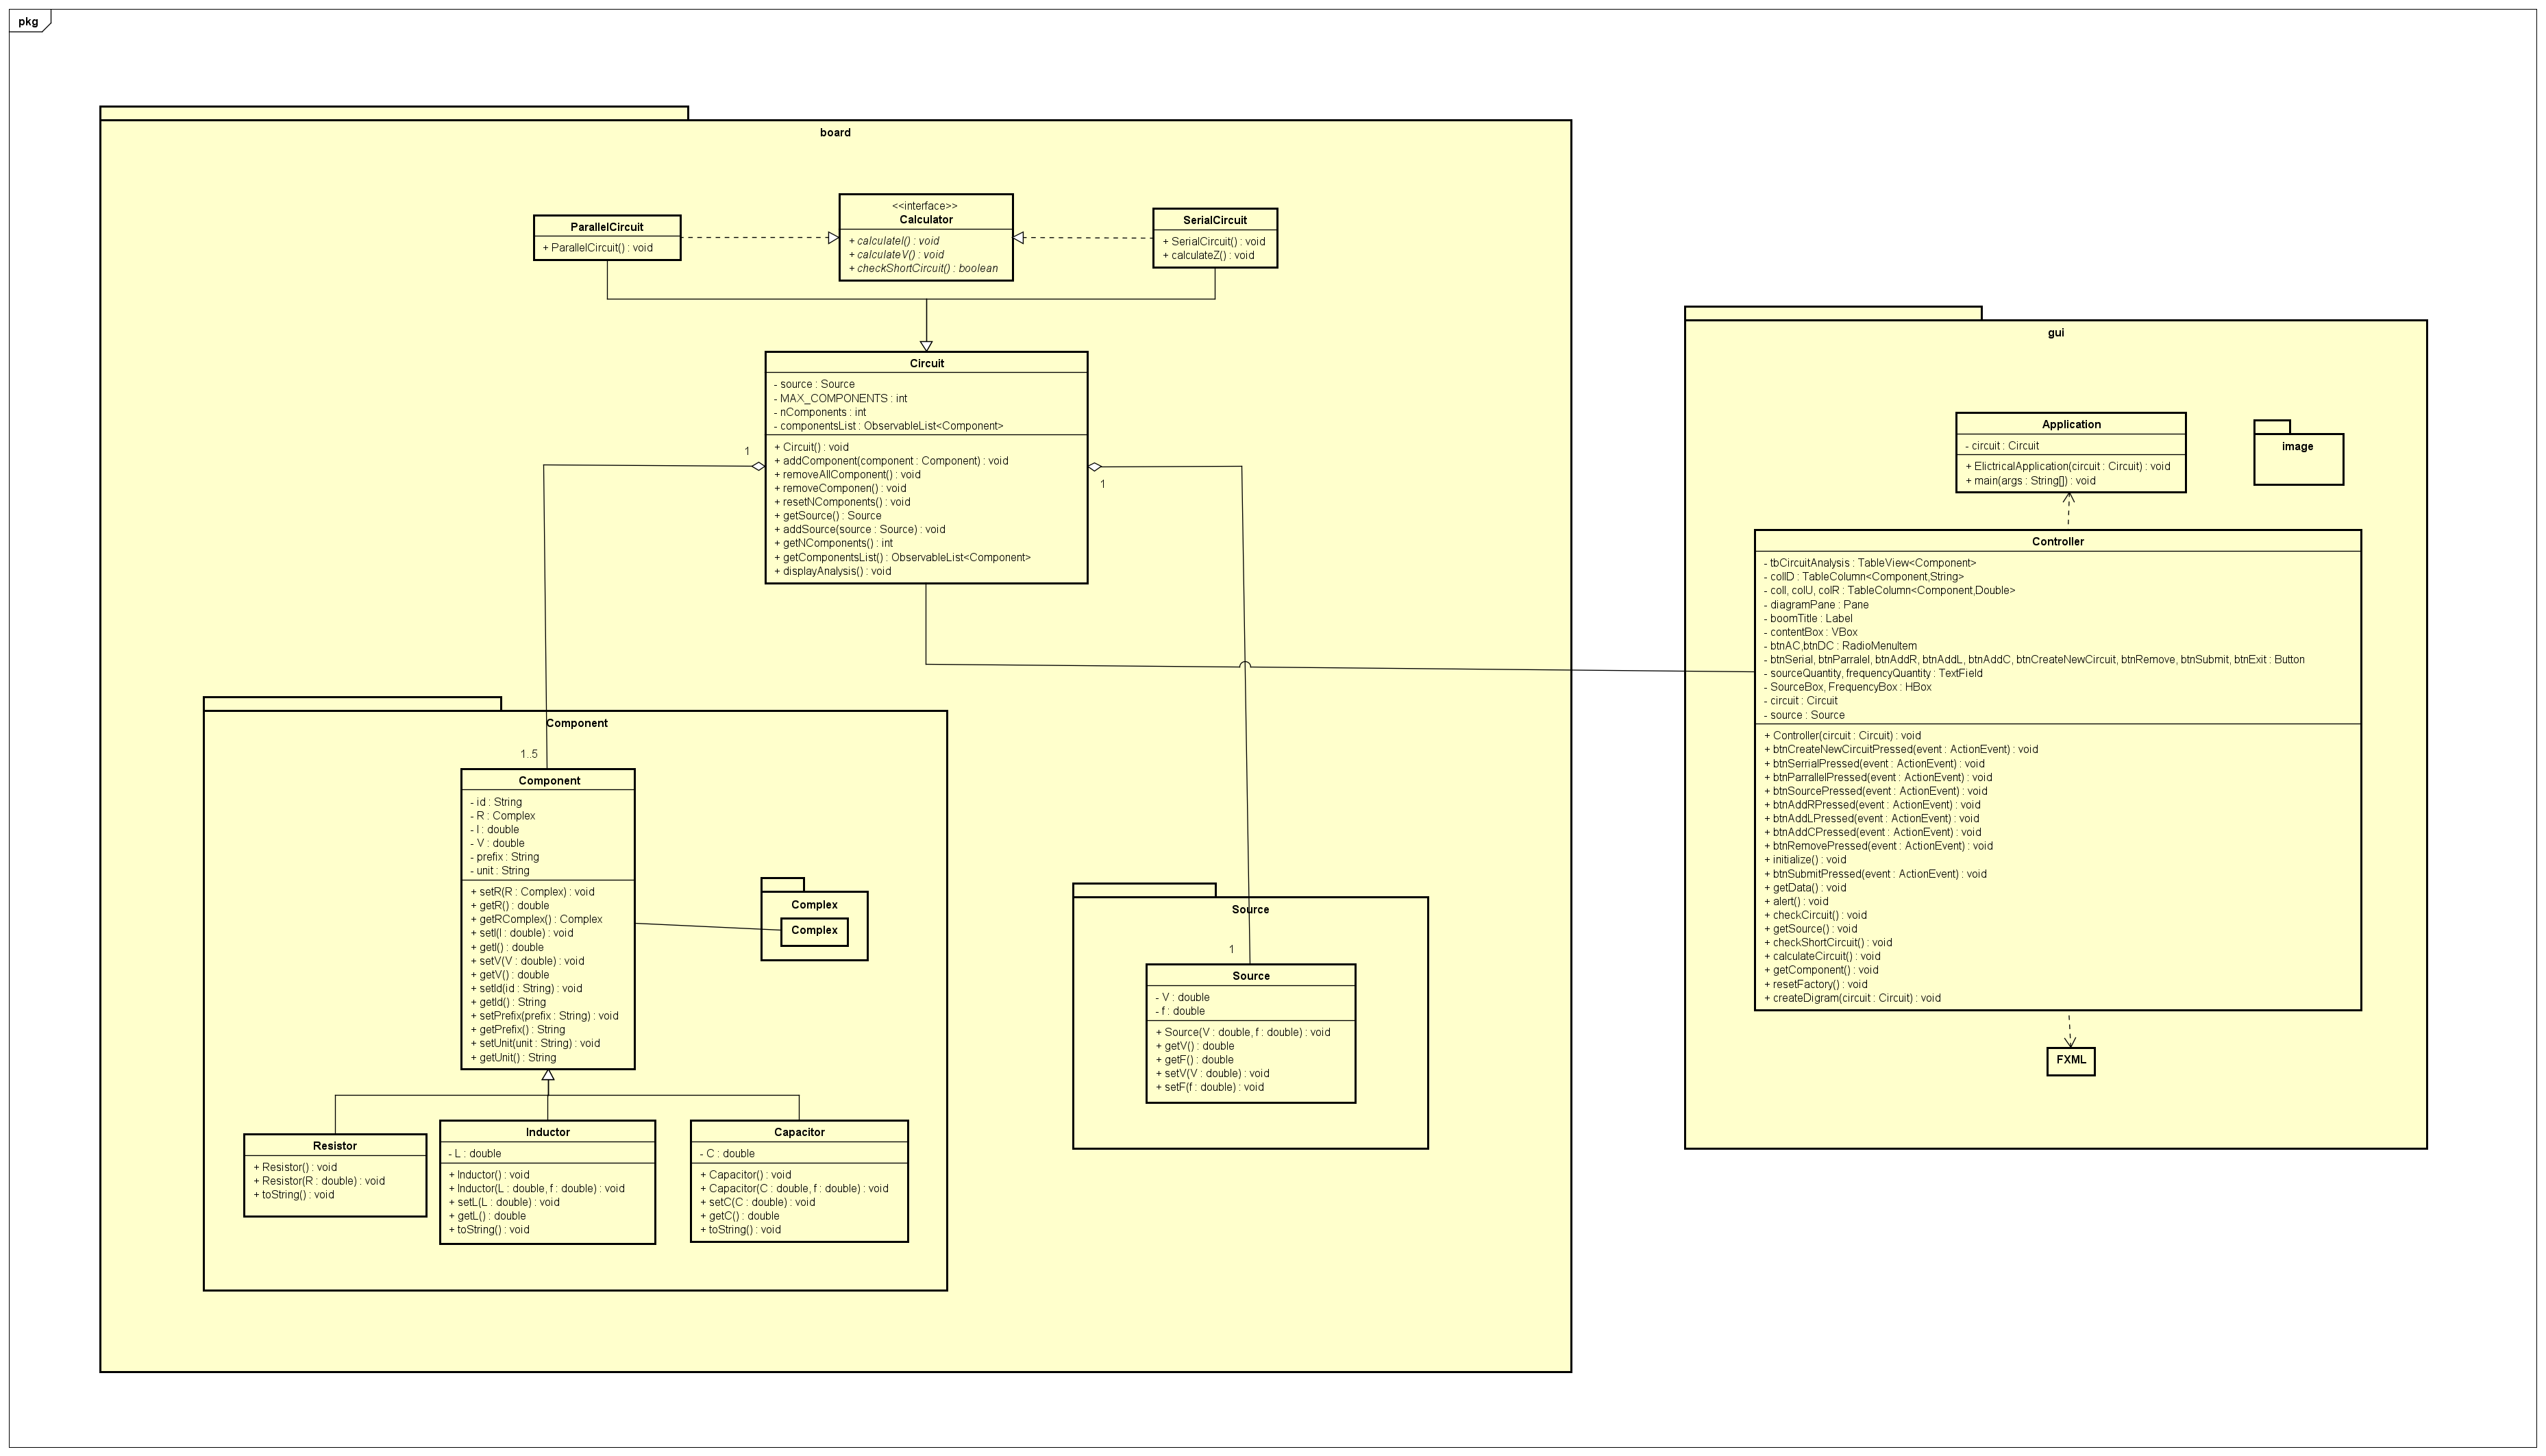 pkg
board
ParallelCircuit
+ ParallelCircuit() : void
<<interface>>
Calculator
+ calculateI() : void
+ calculateV() : void
+ checkShortCircuit() : boolean
SerialCircuit
+ SerialCircuit() : void
+ calculateZ() : void
Circuit
- source : Source
- MAX_COMPONENTS : int
- nComponents : int
- componentsList : ObservableList<Component>
+ Circuit() : void
+ addComponent(component : Component) : void
+ removeAllComponent() : void
+ removeComponen() : void
+ resetNComponents() : void
+ getSource() : Source
+ addSource(source : Source) : void
+ getNComponents() : int
+ getComponentsList() : ObservableList<Component>
+ displayAnalysis() : void
1
1
Component
1..5
Component
- id : String
- R : Complex
- I : double
- V : double
- prefix : String
- unit : String
+ setR(R : Complex) : void
+ getR() : double
+ getRComplex() : Complex
+ setI(I : double) : void
+ getI() : double
+ setV(V : double) : void
+ getV() : double
+ setId(id : String) : void
+ getId() : String
+ setPrefix(prefix : String) : void
+ getPrefix() : String
+ setUnit(unit : String) : void
+ getUnit() : String
Complex
Complex
Resistor
+ Resistor() : void
+ Resistor(R : double) : void
+ toString() : void
Inductor
- L : double
+ Inductor() : void
+ Inductor(L : double, f : double) : void
+ setL(L : double) : void
+ getL() : double
+ toString() : void
Capacitor
- C : double
+ Capacitor() : void
+ Capacitor(C : double, f : double) : void
+ setC(C : double) : void
+ getC() : double
+ toString() : void
Source
1
Source
- V : double
- f : double
+ Source(V : double, f : double) : void
+ getV() : double
+ getF() : double
+ setV(V : double) : void
+ setF(f : double) : void
gui
Application
- circuit : Circuit
+ ElictricalApplication(circuit : Circuit) : void
+ main(args : String[]) : void
image
Controller
- tbCircuitAnalysis : TableView<Component>
- colID : TableColumn<Component,String>
- colI, colU, colR : TableColumn<Component,Double>
- diagramPane : Pane
- boomTitle : Label
- contentBox : VBox
- btnAC,btnDC : RadioMenuItem
- btnSerial, btnParralel, btnAddR, btnAddL, btnAddC, btnCreateNewCircuit, btnRemove, btnSubmit, btnExit : Button
- sourceQuantity, frequencyQuantity : TextField
- SourceBox, FrequencyBox : HBox
- circuit : Circuit
- source : Source
+ Controller(circuit : Circuit) : void
+ btnCreateNewCircuitPressed(event : ActionEvent) : void
+ btnSerrialPressed(event : ActionEvent) : void
+ btnParrallelPressed(event : ActionEvent) : void
+ btnSourcePressed(event : ActionEvent) : void
+ btnAddRPressed(event : ActionEvent) : void
+ btnAddLPressed(event : ActionEvent) : void
+ btnAddCPressed(event : ActionEvent) : void
+ btnRemovePressed(event : ActionEvent) : void
+ initialize() : void
+ btnSubmitPressed(event : ActionEvent) : void
+ getData() : void
+ alert() : void
+ checkCircuit() : void
+ getSource() : void
+ checkShortCircuit() : void
+ calculateCircuit() : void
+ getComponent() : void
+ resetFactory() : void
+ createDigram(circuit : Circuit) : void
FXML